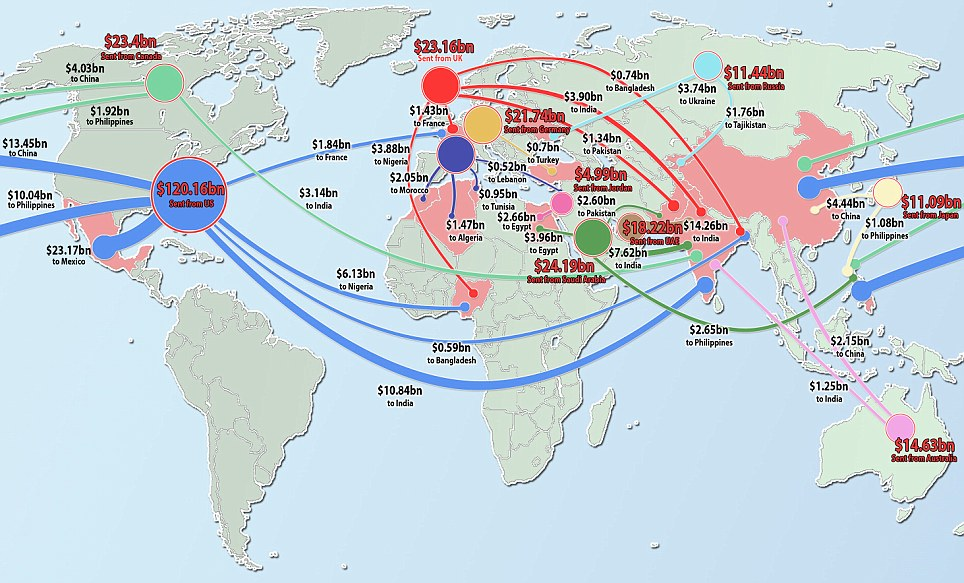 $23.4bn
Sent from Canada
$4.03bn
to China
$1.92bn
to Philippines
$13.45bn
to China
$10.04bn
to Philippines
$120.16bn
Sent from US
$23.17bn
to Mexico
$1.84bn
to France
$3.14bn
to India
$6.13bn
to Nigeria
$0.59bn
to Bangladesh
$10.84bn
to India
$23.16bn
Sent from UK
$1.43bn
to France
$3.88bn
to Nigeria
$0.74bn
to Bangladesh
$3.90bn
to India
$1.34bn
to Pakistan
$21.74bn
Sent from Germany
$0.7bn
to Turkey
$2.05bn
to Morocco
$0.52bn
to Lebanon
$0.95bn
to Tunisia
$1.47bn
to Algeria
$11.44bn
Sent from Russia
$3.74bn
to Ukraine
$1.76bn
to Tajikistan
$4.99bn
Sent from Jordan
$2.66bn
to Egypt
$2.60bn
to Pakistan
$18.22bn
Sent from UAE
$14.26bn
to India
$3.96bn
to Egypt
$7.62bn
to India
$24.19bn
Sent from Saudi Arabia
$2.65bn
to Philippines
$11.09bn
Sent from Japan
$4.44bn
to China
$1.08bn
to Philippines
$2.15bn
to China
$1.25bn
to India
$14.63bn
Sent from Australia